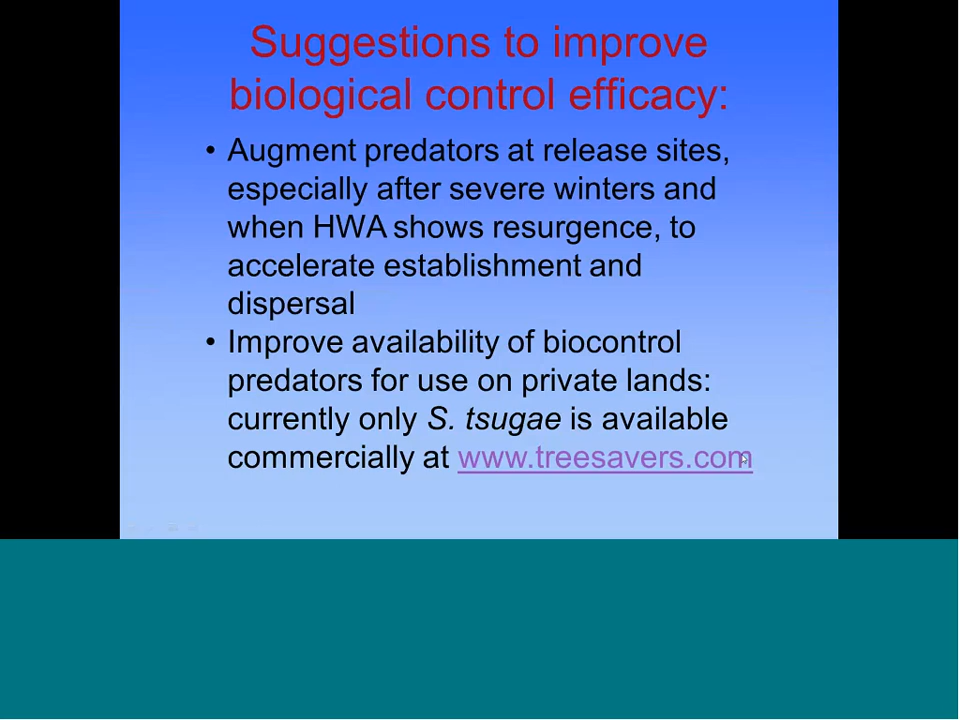 Suggestions to improve
biological control efficacy:
• Augment predators at release sites,
especially after severe winters and
when HWA shows resurgence, to
accelerate establishment and
dispersal
• Improve availability of biocontrol
predators for use on private lands:
currently only S. tsugae is available
commercially at www.treesavers.com